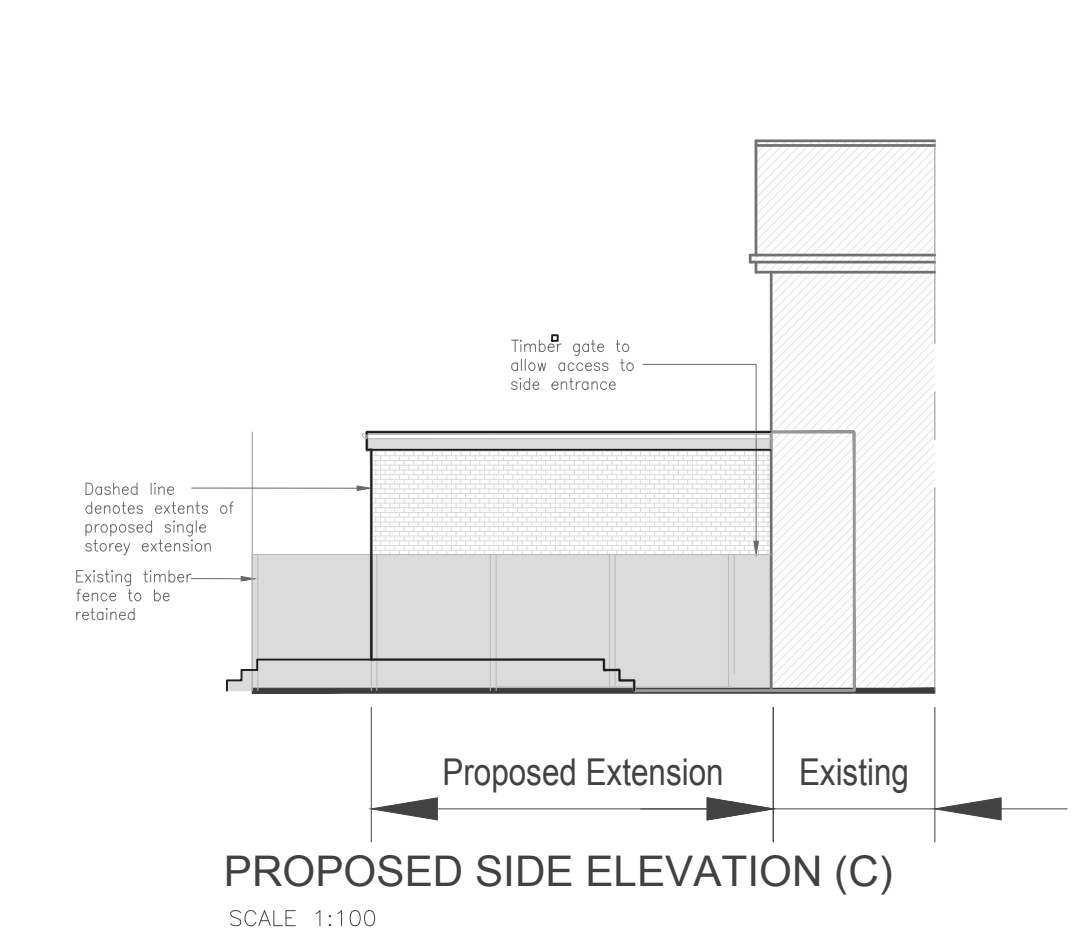 Timber gate to
allow access to
side entrance
Dashed line
denotes extents of
proposed single
storey extension
Existing timber
fence to be
retained
Proposed Extension
Existing
PROPOSED SIDE ELEVATION (C)
SCALE 1:100